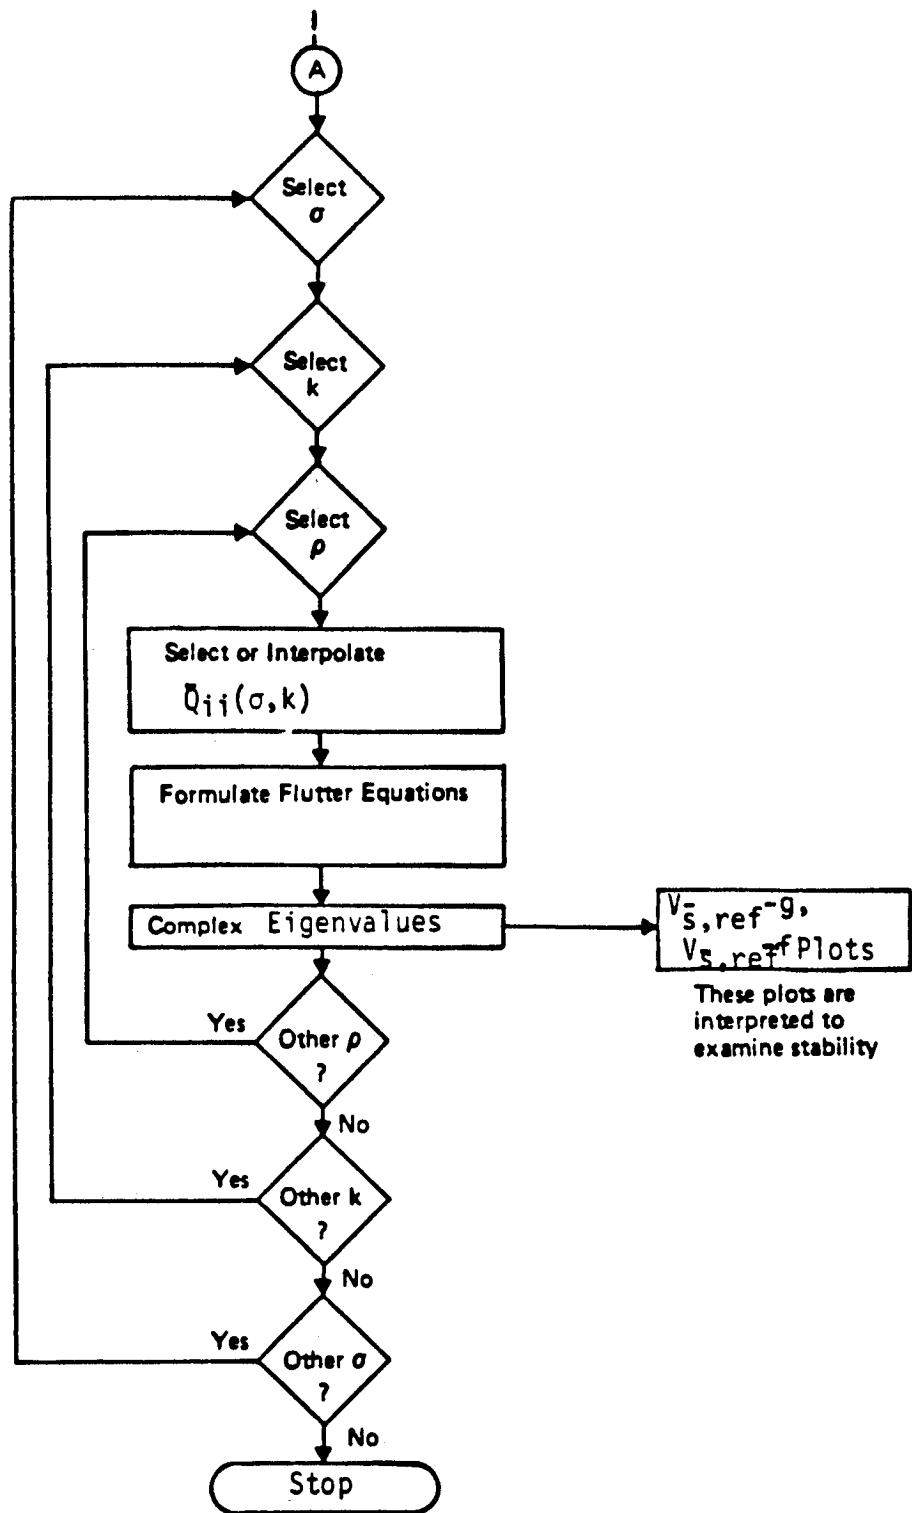 A
Select
σ
Select
k
Select
ρ
Select or Interpolate
Q̄ii(σ,k)
Formulate Flutter Equations
Complex Eigenvalues
Vs̄,ref-g,
Vs̄,ref-f Plots
These plots are
interpreted to
examine stability
Yes
Other ρ
?
No
Yes
Other k
?
No
Yes
Other σ
?
No
Stop